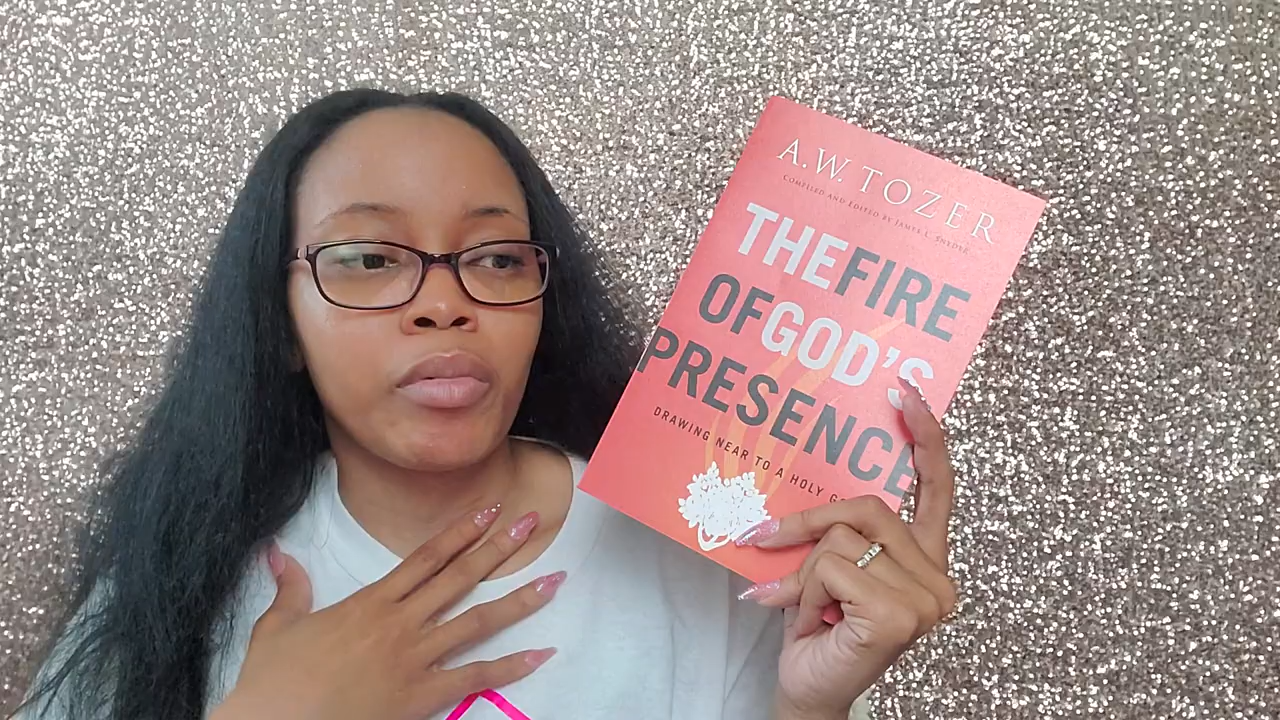 A.W. TOZER
COMPILED AND EDITED BY JAMES L. SNYDER
THE FIRE
OF GOD'S
PRESENCE
DRAWING NEAR TO A HOLY